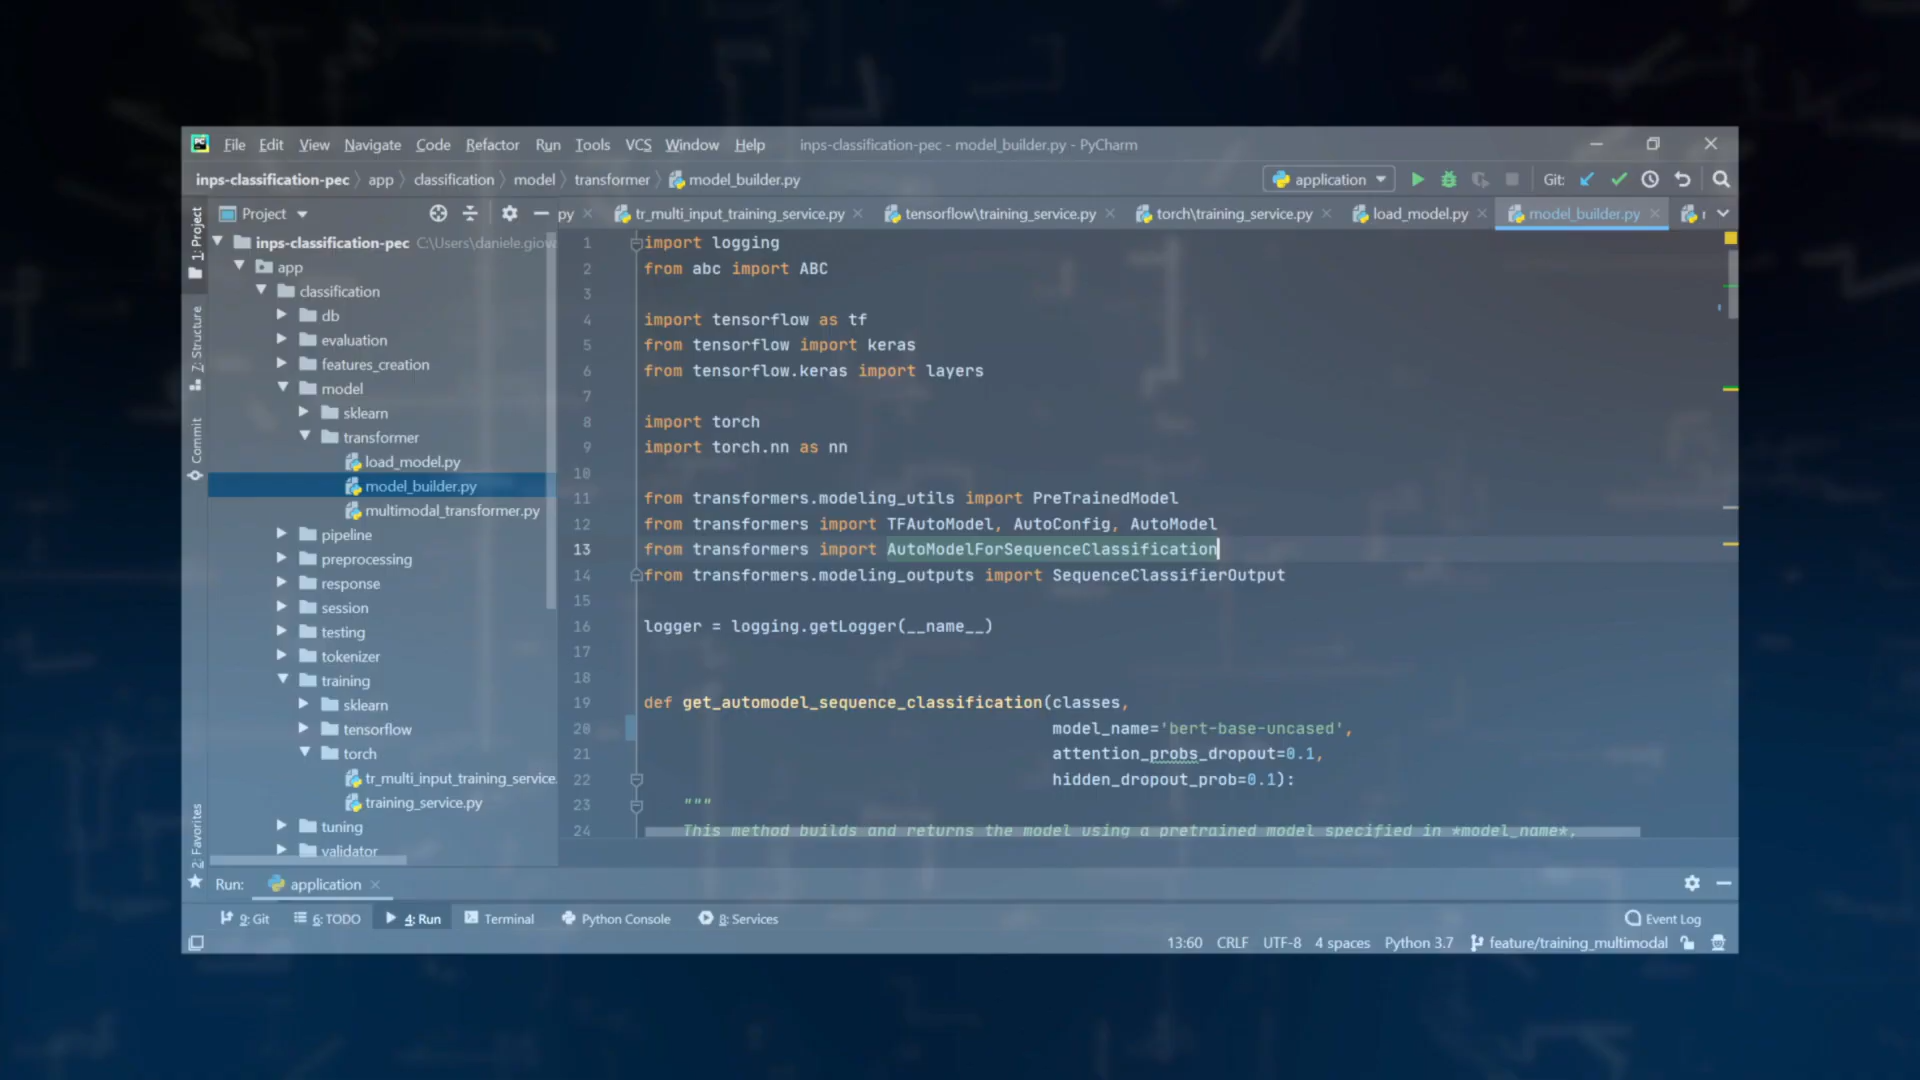 File Edit View Navigate Code Refactor Run Tools VCS Window Help inps-classification-pec - model_builder.py - PyCharm
inps-classification-pec app classification model transformer model_builder.py application Git:
Project
py tr_multi_input_training_service.py tensorflow\training_service.py torch\training_service.py load_model.py model_builder.py
1: Project
7: Structure
Commit
2: Favorites
inps-classification-pec C:\Users\daniele.giov
app
classification
db
evaluation
features_creation
model
sklearn
transformer
load_model.py
model_builder.py
multimodal_transformer.py
pipeline
preprocessing
response
session
testing
tokenizer
training
sklearn
tensorflow
torch
tr_multi_input_training_service.
training_service.py
tuning
validator
1 import logging
2 from abc import ABC
3
4 import tensorflow as tf
5 from tensorflow import keras
6 from tensorflow.keras import layers
7
8 import torch
9 import torch.nn as nn
10
11 from transformers.modeling_utils import PreTrainedModel
12 from transformers import TFAutoModel, AutoConfig, AutoModel
13 from transformers import AutoModelForSequenceClassification
14 from transformers.modeling_outputs import SequenceClassifierOutput
15
16 logger = logging.getLogger(__name__)
17
18
19 def get_automodel_sequence_classification(classes,
20 model_name='bert-base-uncased',
21 attention_probs_dropout=0.1,
22 hidden_dropout_prob=0.1):
23 """
24 This method builds and returns the model using a pretrained model specified in *model_name*,
Run: application
9: Git 6: TODO 4: Run Terminal Python Console 8: Services Event Log
13:60 CRLF UTF-8 4 spaces Python 3.7 feature/training_multimodal